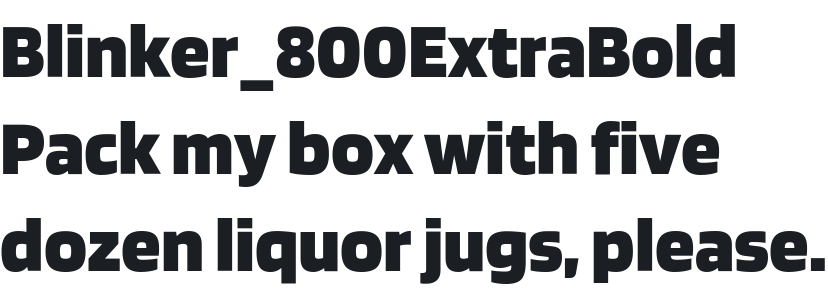 Blinker_800ExtraBold
Pack my box with five
dozen liquor jugs, please.